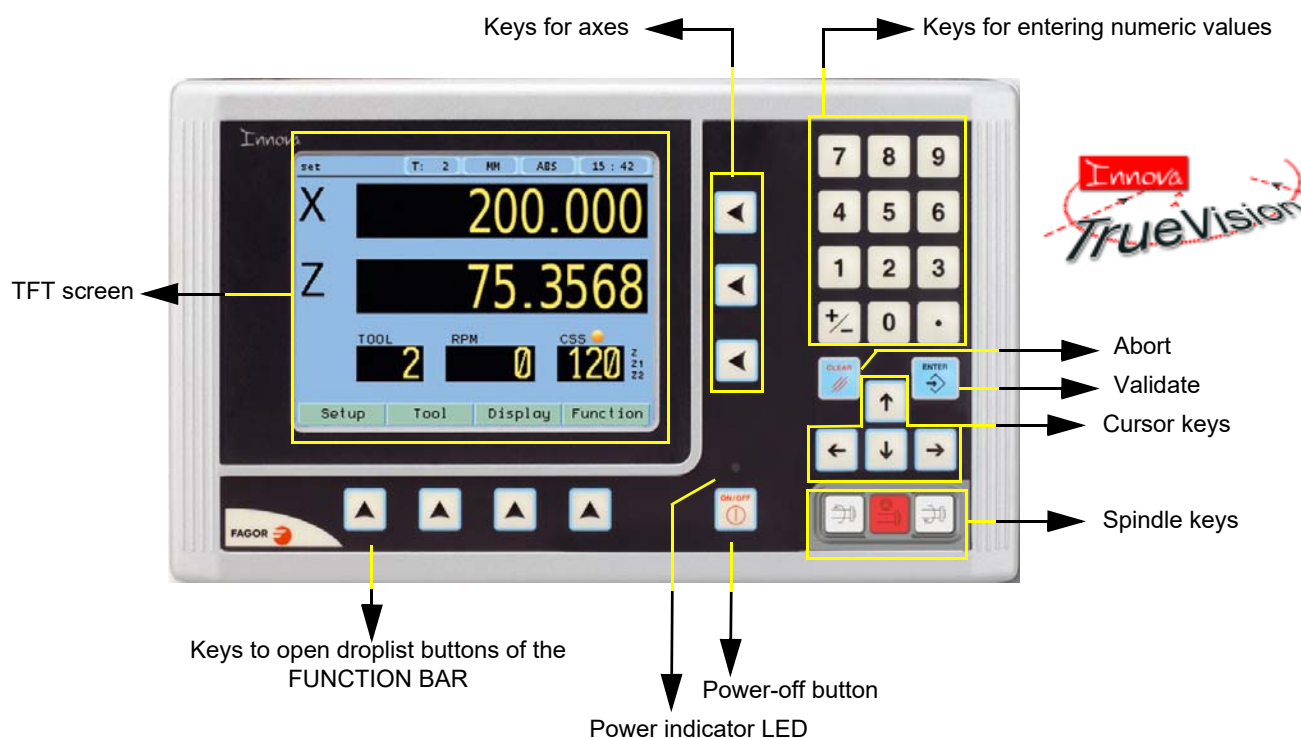 Keys for axes
Keys for entering numeric values
Innova
set T: 2 MM ABS 15 : 42
X 200.000
Z 75.3568
TOOL RPM CSS
2 0 120
Z
Z1
Z2
Setup Tool Display Function
7 8 9
4 5 6
1 2 3
+/- 0 .
CLEAR
ENTER
ON/OFF
FAGOR
Innova
TrueVision
TFT screen
Abort
Validate
Cursor keys
Spindle keys
Keys to open droplist buttons of the
FUNCTION BAR
Power-off button
Power indicator LED